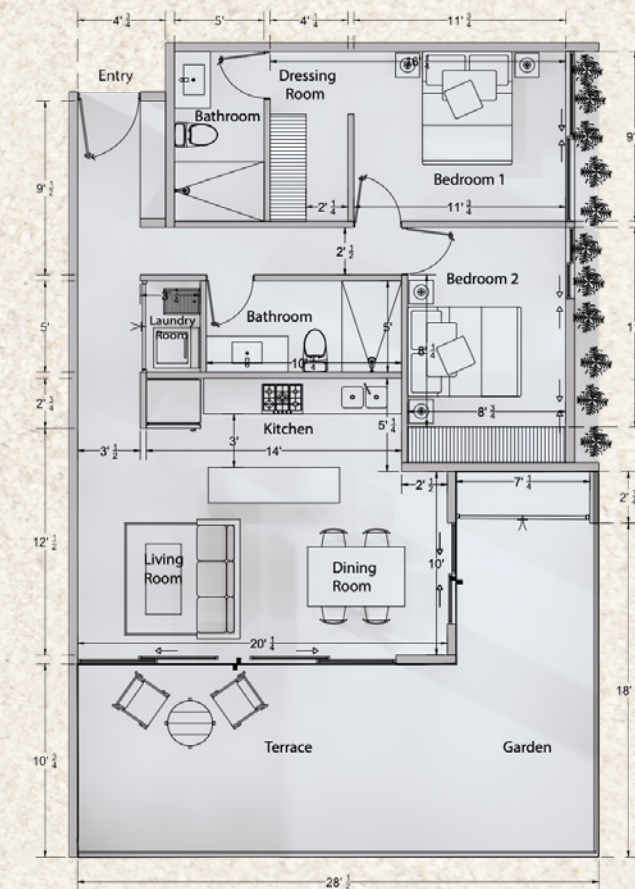 4' 3/4
5'
4' 1/4
11' 3/4
Entry
Dressing
Room
Bathroom
Bedroom 1
9' 1/2
2' 1/4
11' 3/4
2' 1/2
Bedroom 2
Laundry
Room
Bathroom
5'
5'
10' 1/4
8' 1/4
2' 1/4
Kitchen
8' 3/4
5' 1/4
3'
3' 1/2
14'
2' 1/2
7' 1/4
12' 1/2
Living
Room
Dining
Room
10'
20' 1/4
18'
10' 3/4
Terrace
Garden
28' 1/2